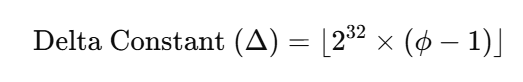 Delta Constant (Δ) = ⌊2³² × (ϕ − 1)⌋